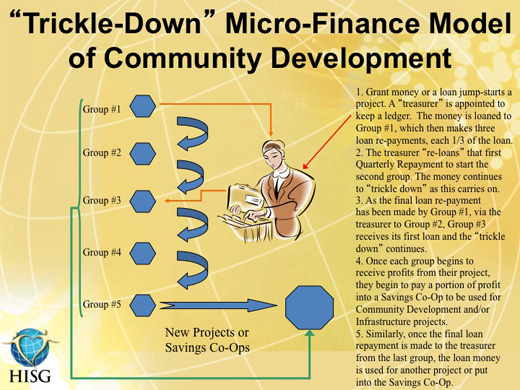 “Trickle-Down” Micro-Finance Model
of Community Development
Group #1
Group #2
Group #3
Group #4
Group #5
New Projects or
Savings Co-Ops
1. Grant money or a loan jump-starts a
project. A “treasurer” is appointed to
keep a ledger. The money is loaned to
Group #1, which then makes three
loan re-payments, each 1/3 of the loan.
2. The treasurer “re-loans” that first
Quarterly Repayment to start the
second group. The money continues
to “trickle down” as this carries on.
3. As the final loan re-payment
has been made by Group #1, via the
treasurer to Group #2, Group #3
receives its first loan and the “trickle
down” continues.
4. Once each group begins to
receive profits from their project,
they begin to pay a portion of profit
into a Savings Co-Op to be used for
Community Development and/or
Infrastructure projects.
5. Similarly, once the final loan
repayment is made to the treasurer
from the last group, the loan money
is used for another project or put
into the Savings Co-Op.
HISG